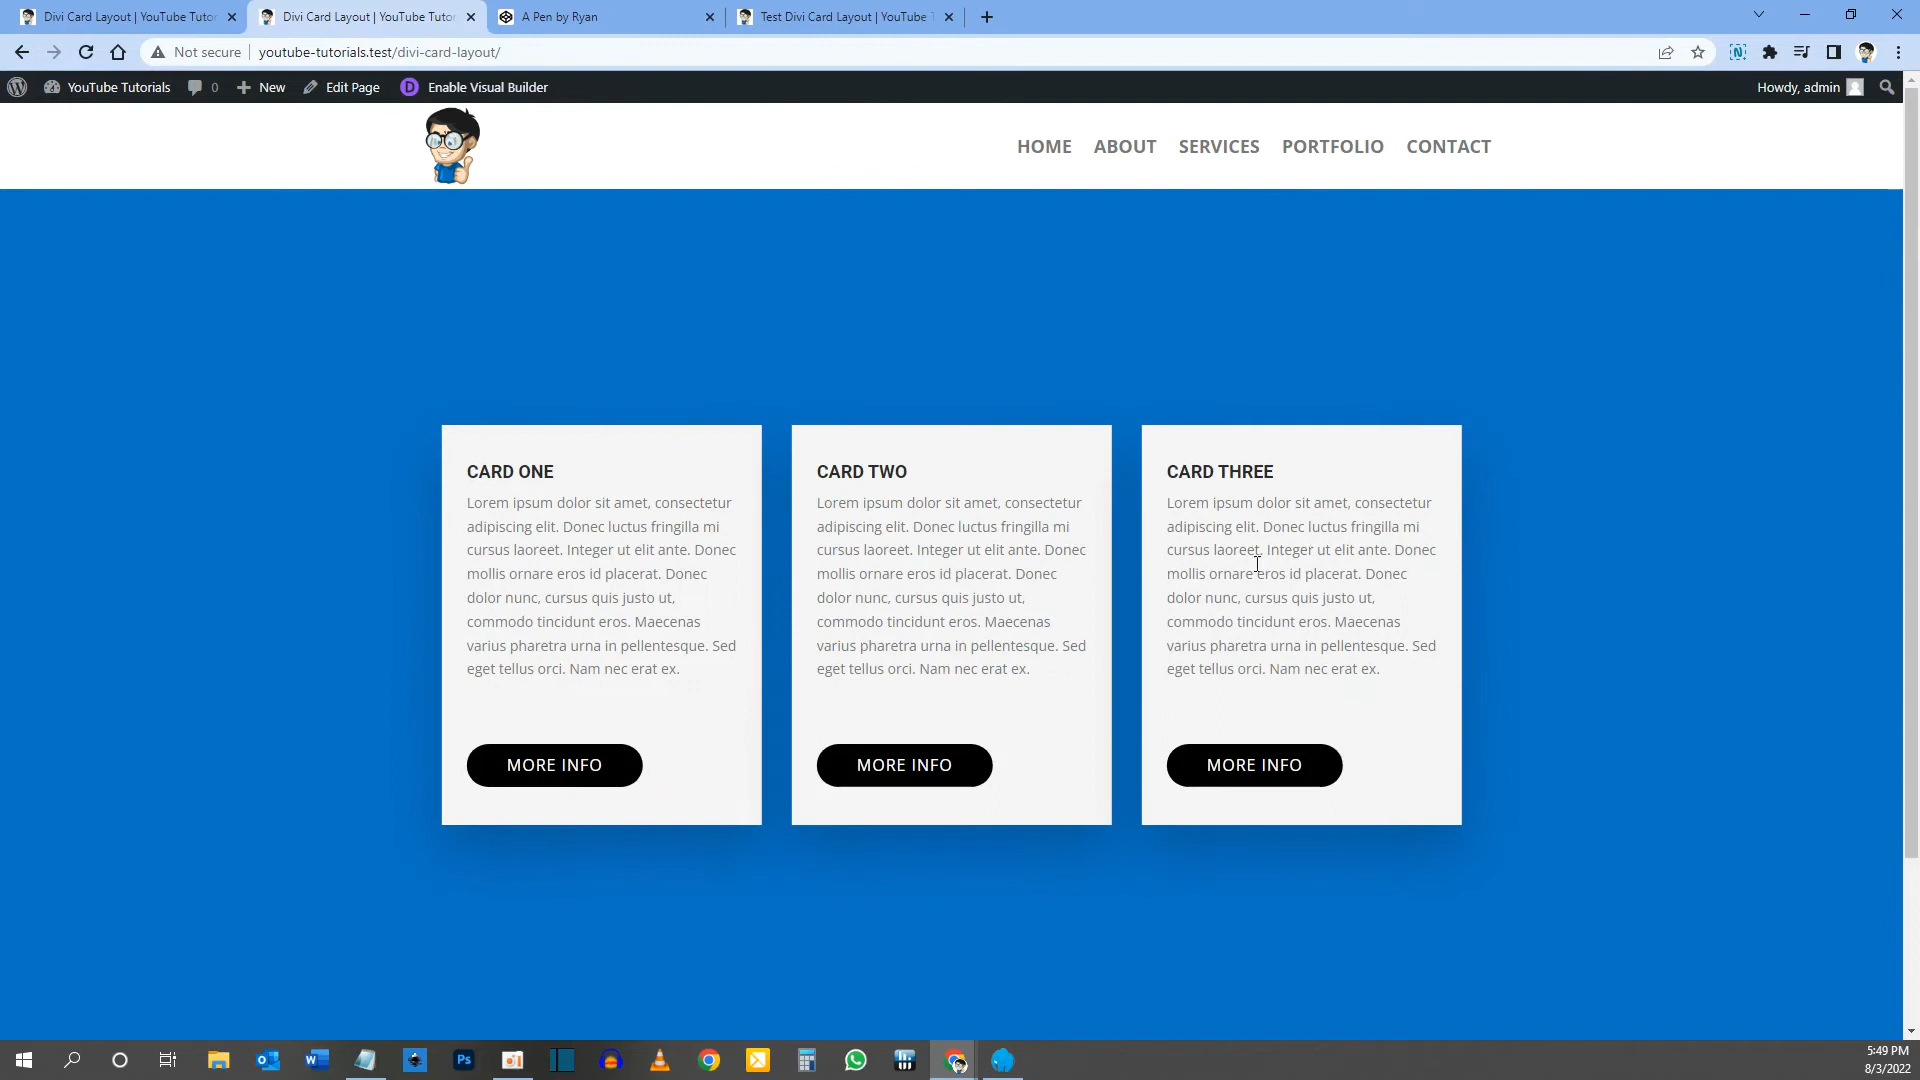 Divi Card Layout | YouTube Tutor
Divi Card Layout | YouTube Tutor
A Pen by Ryan
Test Divi Card Layout | YouTube T
Not secure
youtube-tutorials.test/divi-card-layout/
YouTube Tutorials
0
New
Edit Page
D
Enable Visual Builder
Howdy, admin
HOME
ABOUT
SERVICES
PORTFOLIO
CONTACT
CARD ONE
Lorem ipsum dolor sit amet, consectetur
adipiscing elit. Donec luctus fringilla mi
cursus laoreet. Integer ut elit ante. Donec
mollis ornare eros id placerat. Donec
dolor nunc, cursus quis justo ut,
commodo tincidunt eros. Maecenas
varius pharetra urna in pellentesque. Sed
eget tellus orci. Nam nec erat ex.
MORE INFO
CARD TWO
Lorem ipsum dolor sit amet, consectetur
adipiscing elit. Donec luctus fringilla mi
cursus laoreet. Integer ut elit ante. Donec
mollis ornare eros id placerat. Donec
dolor nunc, cursus quis justo ut,
commodo tincidunt eros. Maecenas
varius pharetra urna in pellentesque. Sed
eget tellus orci. Nam nec erat ex.
MORE INFO
CARD THREE
Lorem ipsum dolor sit amet, consectetur
adipiscing elit. Donec luctus fringilla mi
cursus laoreet. Integer ut elit ante. Donec
mollis ornare eros id placerat. Donec
dolor nunc, cursus quis justo ut,
commodo tincidunt eros. Maecenas
varius pharetra urna in pellentesque. Sed
eget tellus orci. Nam nec erat ex.
MORE INFO
Ps
5:49 PM
8/3/2022